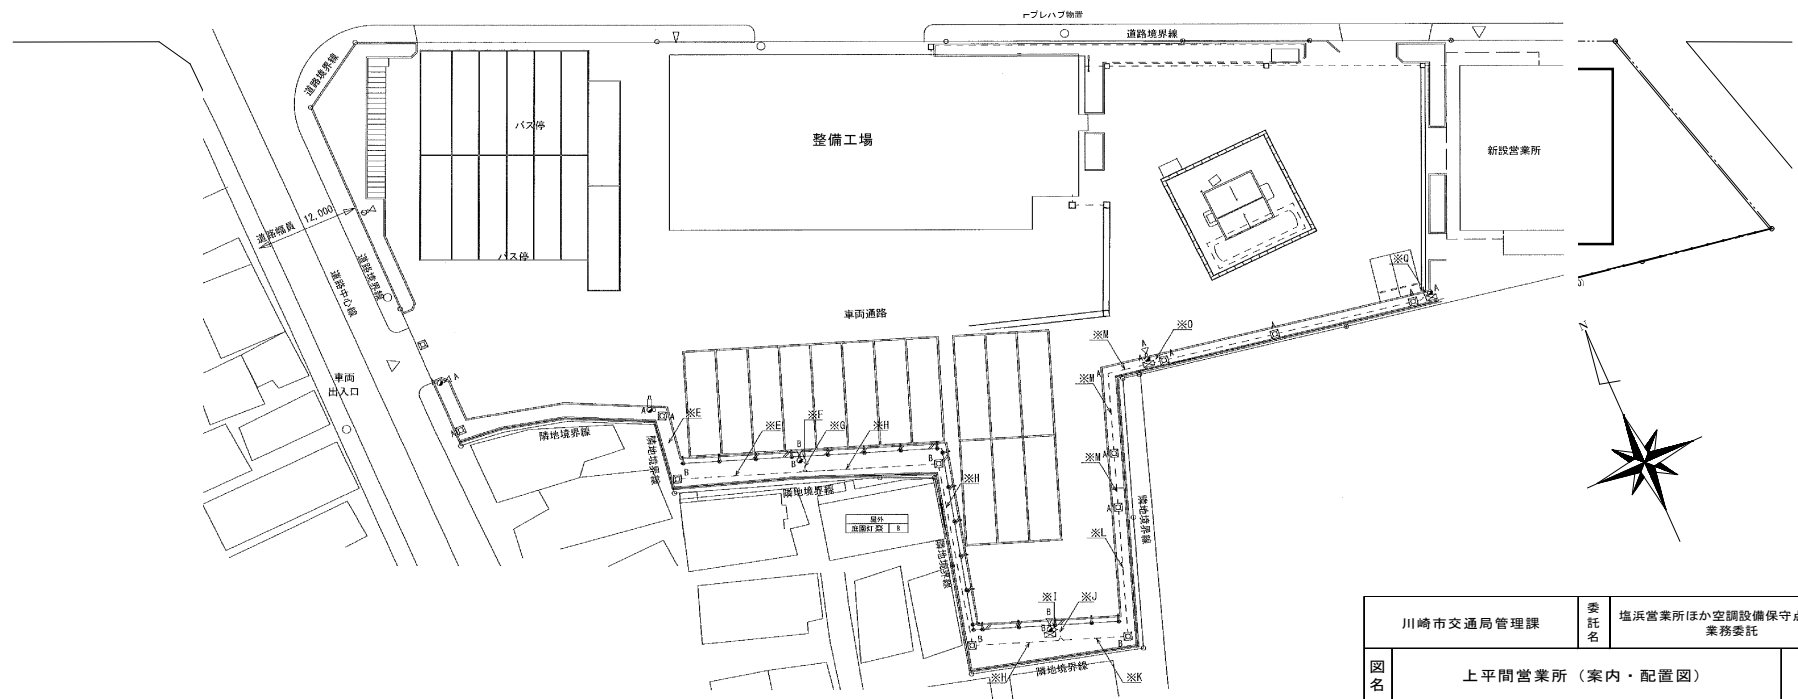 プレハブ物置
道路境界線
道路境界線
バス停
整備工場
新設営業所
道路幅員 12,000
バス停
道路境界線
道路中心線
車両通路
車両
出入口
※Q
A
A
※O
A
A
A
※M
A
※M
A
A
A
A
※E
※F
※E
※G
※H
B
B
B
B
隣地境界線
隣地境界線
隣地境界線
※H
A
※M
A
隣地境界線
屋外
庭園灯 B
隣地境界線
※L
※I
※J
B
B
B
※H
隣地境界線
※K
N
川崎市交通局管理課
委託名
塩浜営業所ほか空調設備保守点
業務委託
図名
上平間営業所（案内・配置図）